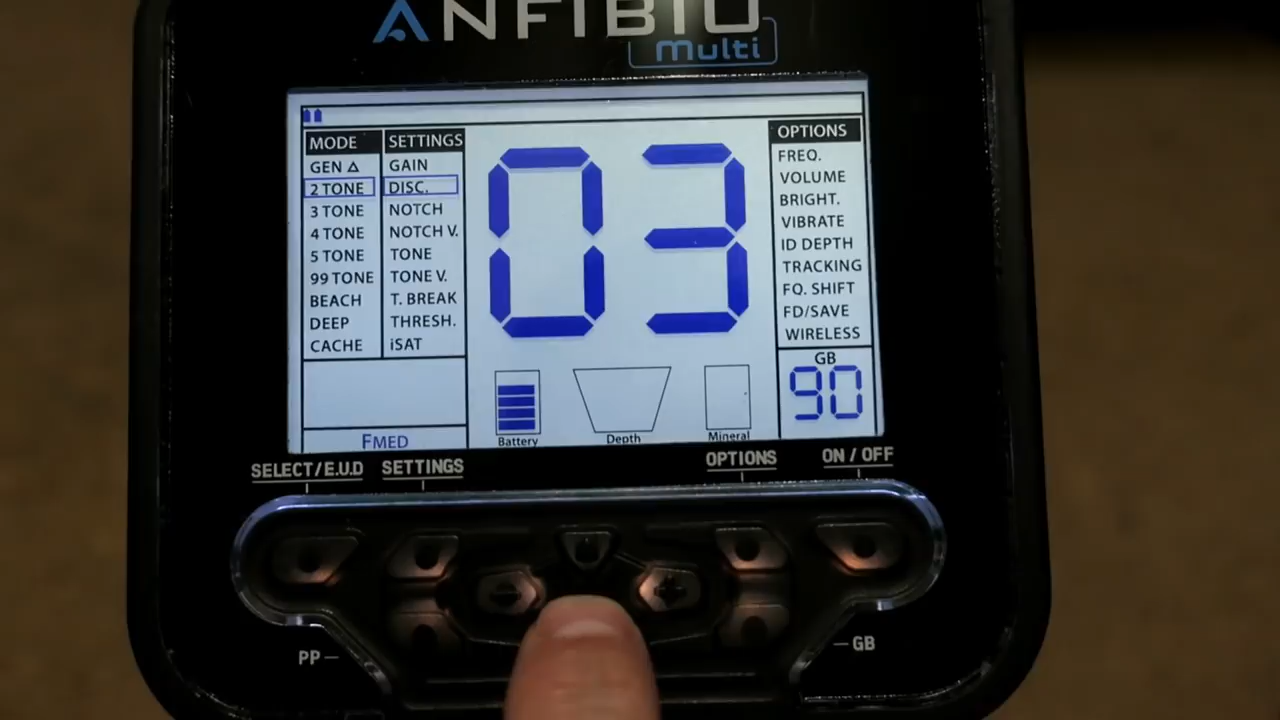 ANFIBIO
multi
MODE
GEN Δ
2 TONE
3 TONE
4 TONE
5 TONE
99 TONE
BEACH
DEEP
CACHE
SETTINGS
GAIN
DISC.
NOTCH
NOTCH V.
TONE
TONE V.
T. BREAK
THRESH.
iSAT
03
OPTIONS
FREQ.
VOLUME
BRIGHT.
VIBRATE
ID DEPTH
TRACKING
FQ. SHIFT
FD/SAVE
WIRELESS
GB
90
FMED
Battery
Depth
Mineral
SELECT/E.U.D
SETTINGS
OPTIONS
ON / OFF
PP
GB